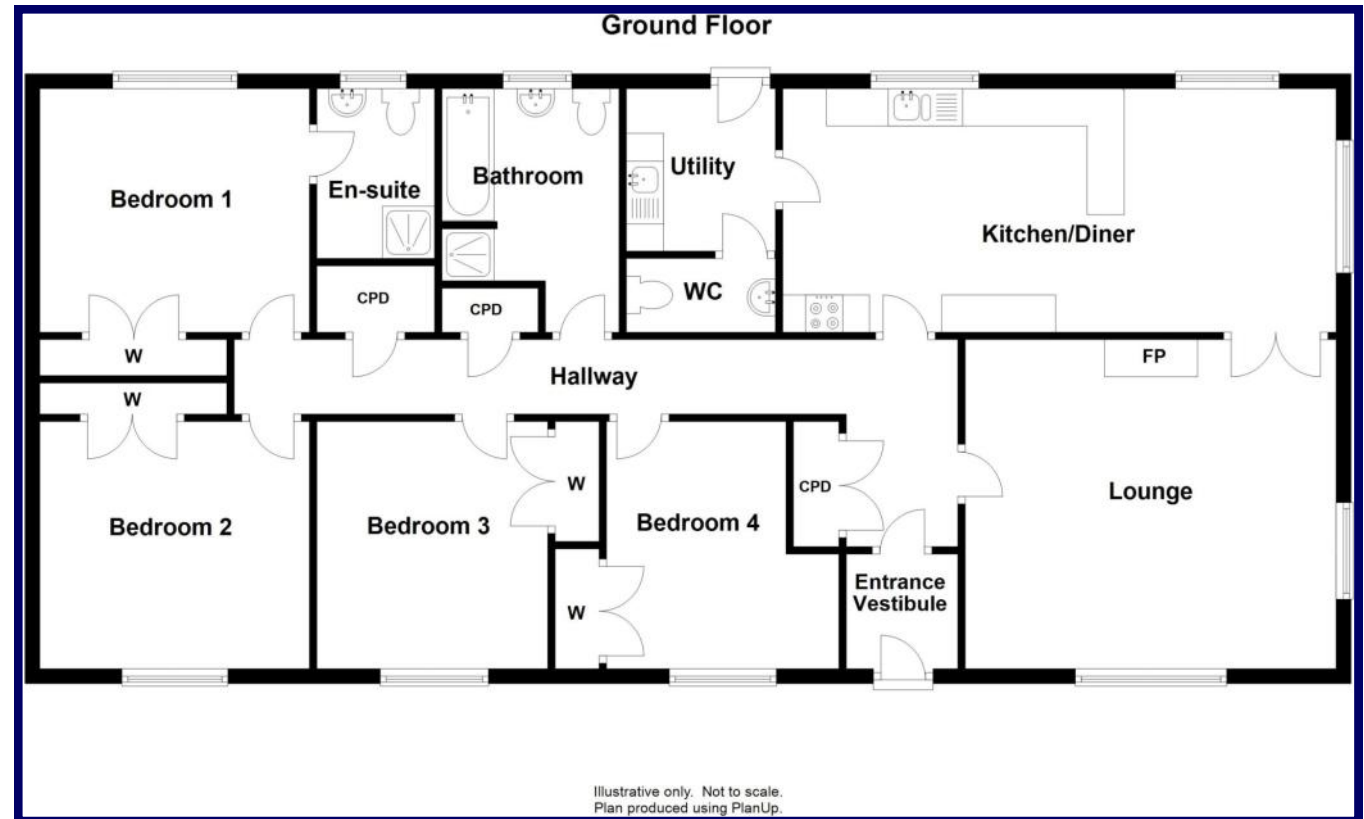 Ground Floor
Bedroom 1
En-suite
Bathroom
Utility
Kitchen/Diner
WC
CPD
CPD
W
W
Hallway
FP
Bedroom 2
Bedroom 3
W
W
Bedroom 4
CPD
Lounge
Entrance
Vestibule
Illustrative only. Not to scale.
Plan produced using PlanUp.